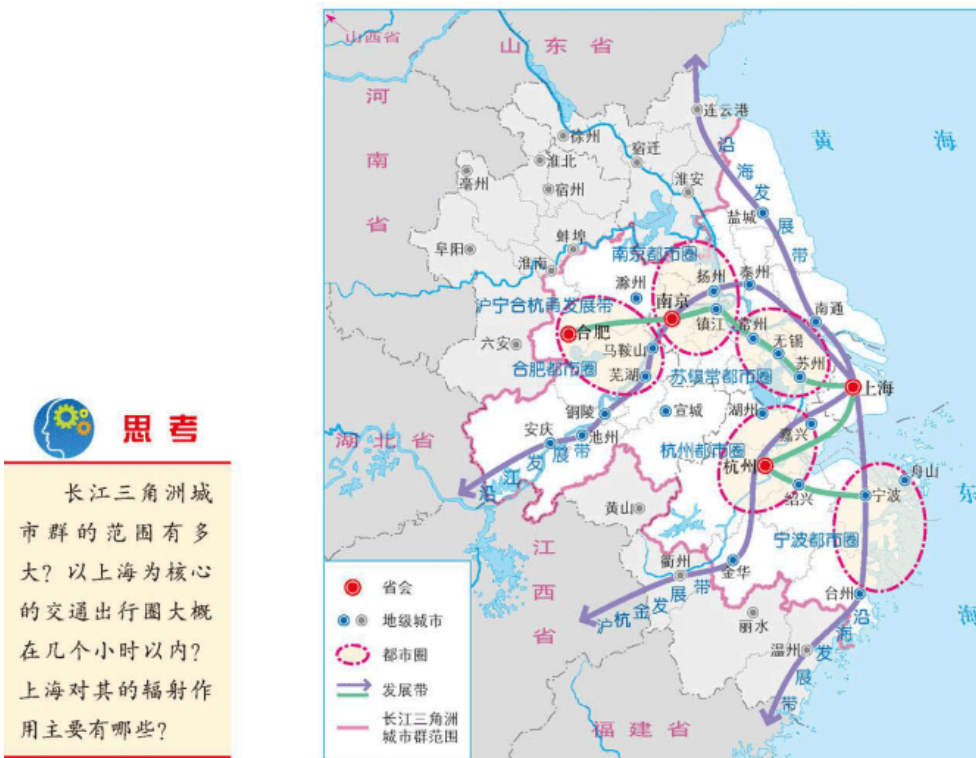 思考
长江三角洲城
市群的范围有多
大？以上海为核心
的交通出行圈大概
在几个小时以内？
上海对其的辐射作
用主要有哪些？
山西省
山东省
河南省
黄海
连云港
徐州
宿迁
淮北
宿州
亳州
淮安
沿海发展带
盐城
阜阳
蚌埠
淮南
南京都市圈
滁州
扬州
泰州
沪宁合杭甬发展带
南京
镇江
常州
南通
合肥
六安
马鞍山
无锡
合肥都市圈
芜湖
苏锡常都市圈
苏州
上海
铜陵
宣城
湖州
湖北省
安庆
池州
嘉兴
沿江发展带
杭州都市圈
杭州
舟山
绍兴
宁波
东海
黄山
宁波都市圈
江西省
衢州
金华
台州
沪杭金发展带
丽水
温州
沿海发展带
福建省
省会
地级城市
都市圈
发展带
长江三角洲
城市群范围